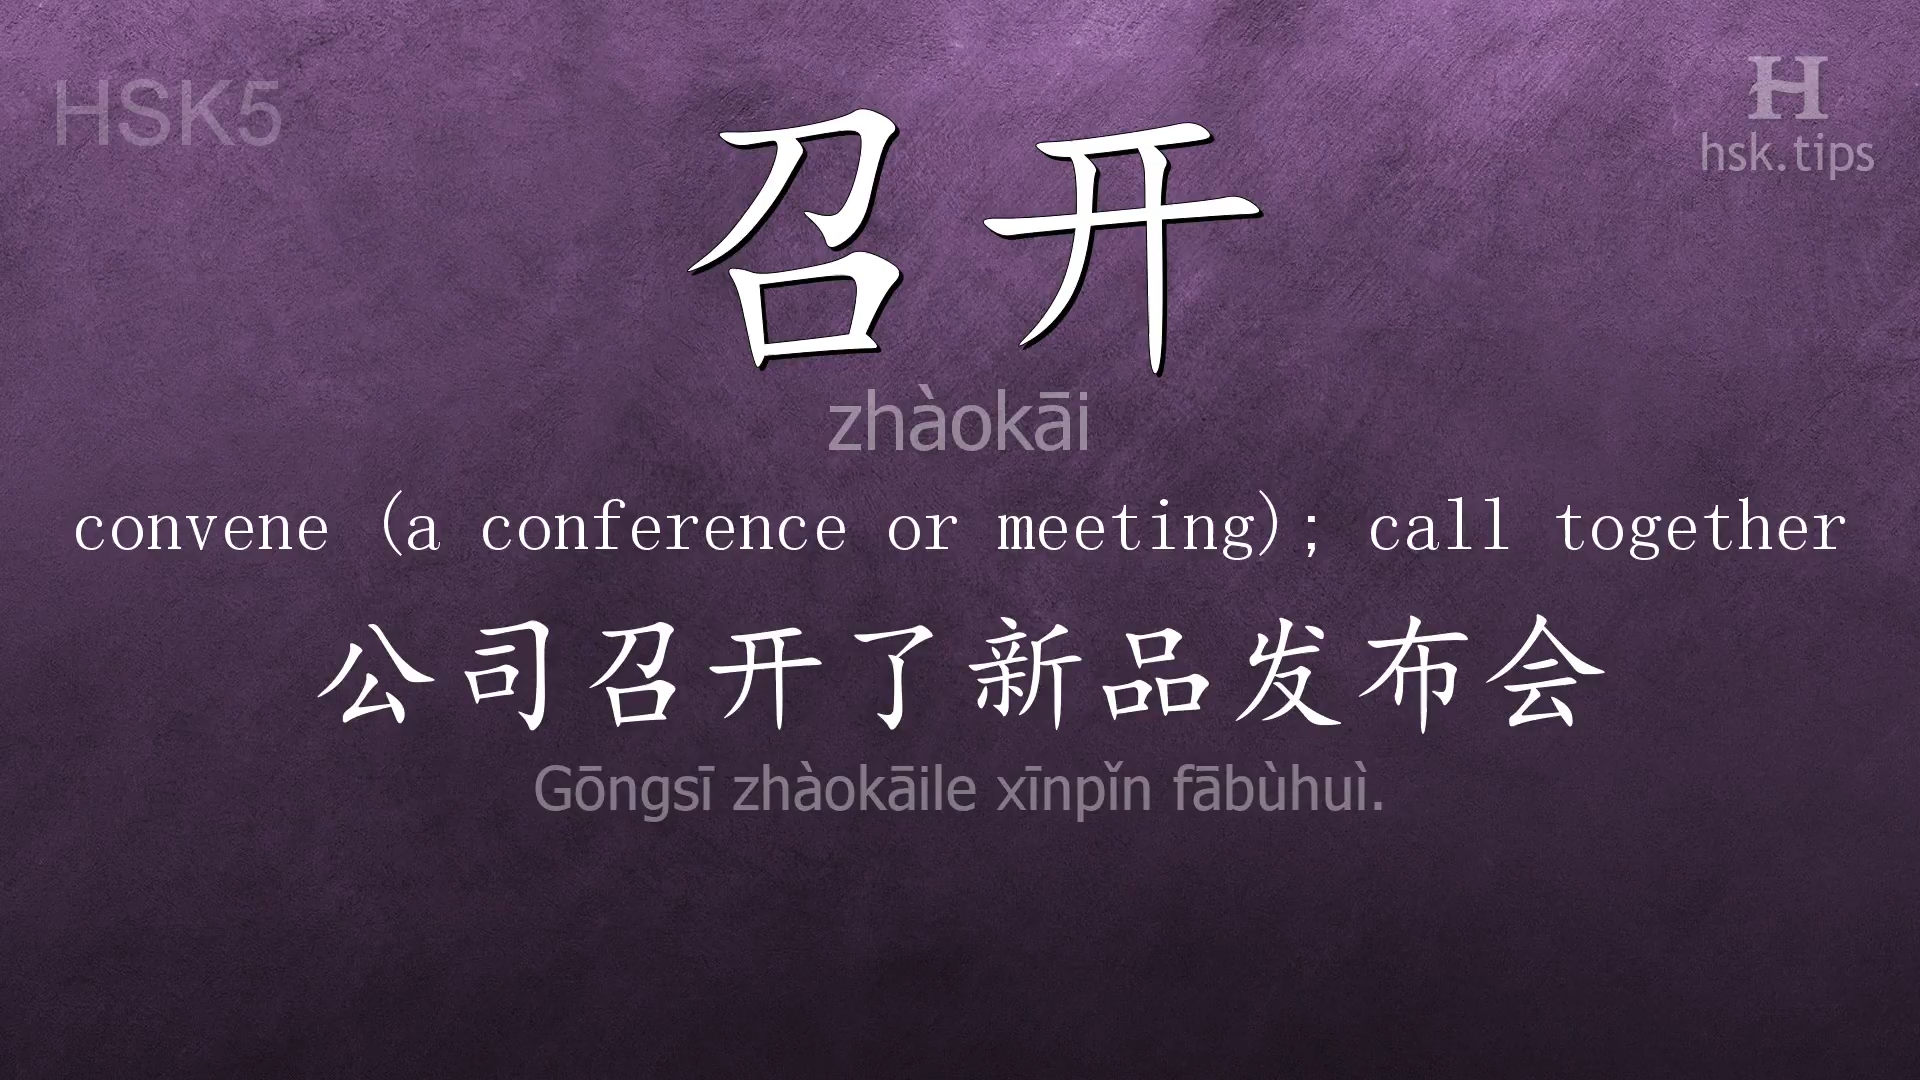 HSK5
H
hsk.tips
召开
zhàokāi
convene (a conference or meeting); call together
公司召开了新品发布会
Gōngsī zhàokāile xīnpǐn fābùhuì.